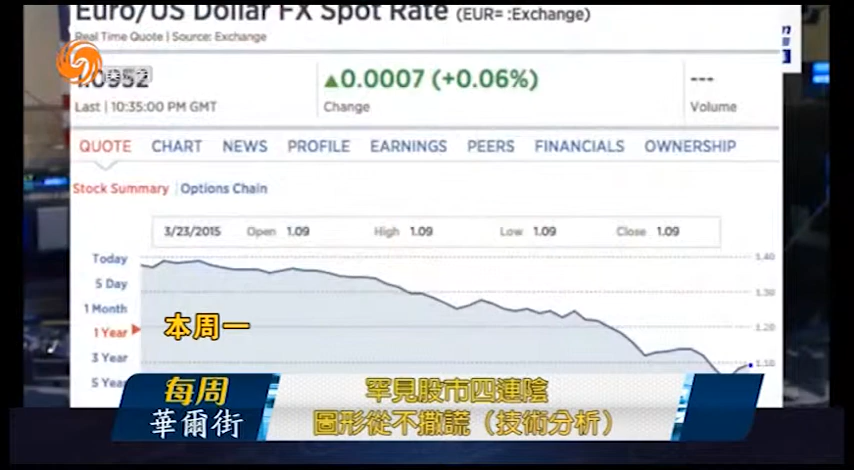 Euro/US Dollar FX Spot Rate (EUR= :Exchange)
Real Time Quote | Source: Exchange
1.0952
▲0.0007 (+0.06%)
---
Last | 10:35:00 PM GMT
Change
Volume
QUOTE CHART NEWS PROFILE EARNINGS PEERS FINANCIALS OWNERSHIP
Stock Summary | Options Chain
3/23/2015 Open 1.09 High 1.09 Low 1.09 Close 1.09
Today
5 Day
1 Month
1 Year
3 Year
5 Year
1.40
1.30
1.20
1.10
本周一
每周
華爾街
罕見股市四連陰
圖形從不撒謊（技術分析）